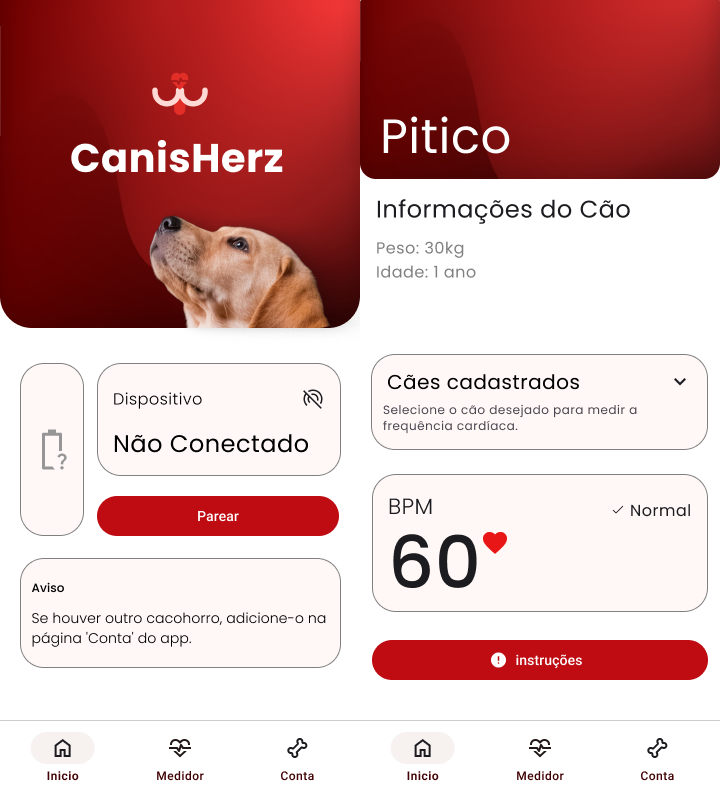 CanisHerz
Dispositivo
Não Conectado
Parear
Aviso
Se houver outro cacohorro, adicione-o na
página 'Conta' do app.
Inicio
Medidor
Conta
Pitico
Informações do Cão
Peso: 30kg
Idade: 1 ano
Cães cadastrados
Selecione o cão desejado para medir a
frequência cardíaca.
BPM
Normal
60
instruções
Inicio
Medidor
Conta